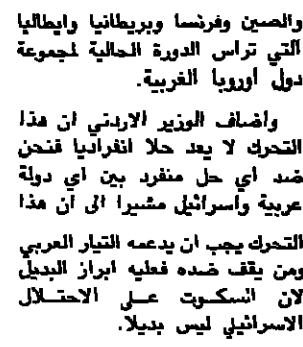 والصين وفرنسا وبريطانيا وايطاليا
التي تراس الدورة الحالية لمجموعة
دول أوروبا الغربية.
وأضاف الوزير الاردني ان هذا
التحرك لا يعد حلا انفراديا فنحن
ضد اي حل منفرد بين اي دولة
عربية واسرائيل مشيرا الى ان هذا
التحرك يجب ان يدعمه التيار العربي
ومن يقف ضده فعليه ابراز البديل
لان السكوت على الاحتلال
الاسرائيلي ليس بديلا.